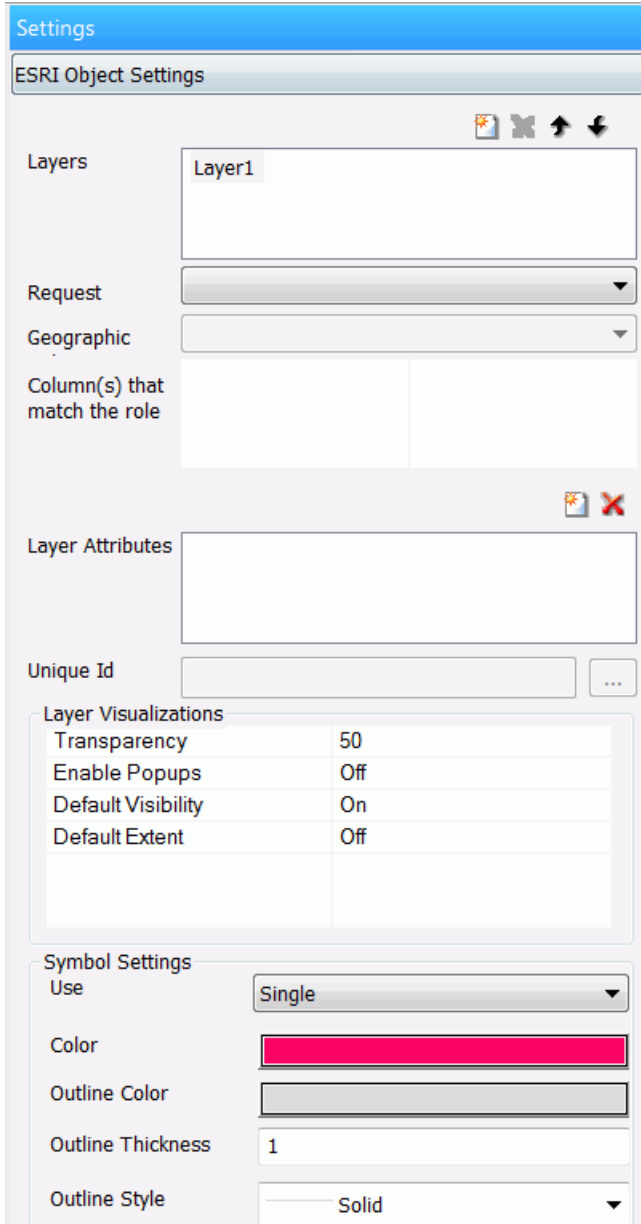 Settings
ESRI Object Settings
Layers
Layer1
Request
Geographic
Column(s) that
match the role
Layer Attributes
Unique Id
...
Layer Visualizations
Transparency 50
Enable Popups Off
Default Visibility On
Default Extent Off
Symbol Settings
Use Single
Color
Outline Color
Outline Thickness 1
Outline Style Solid